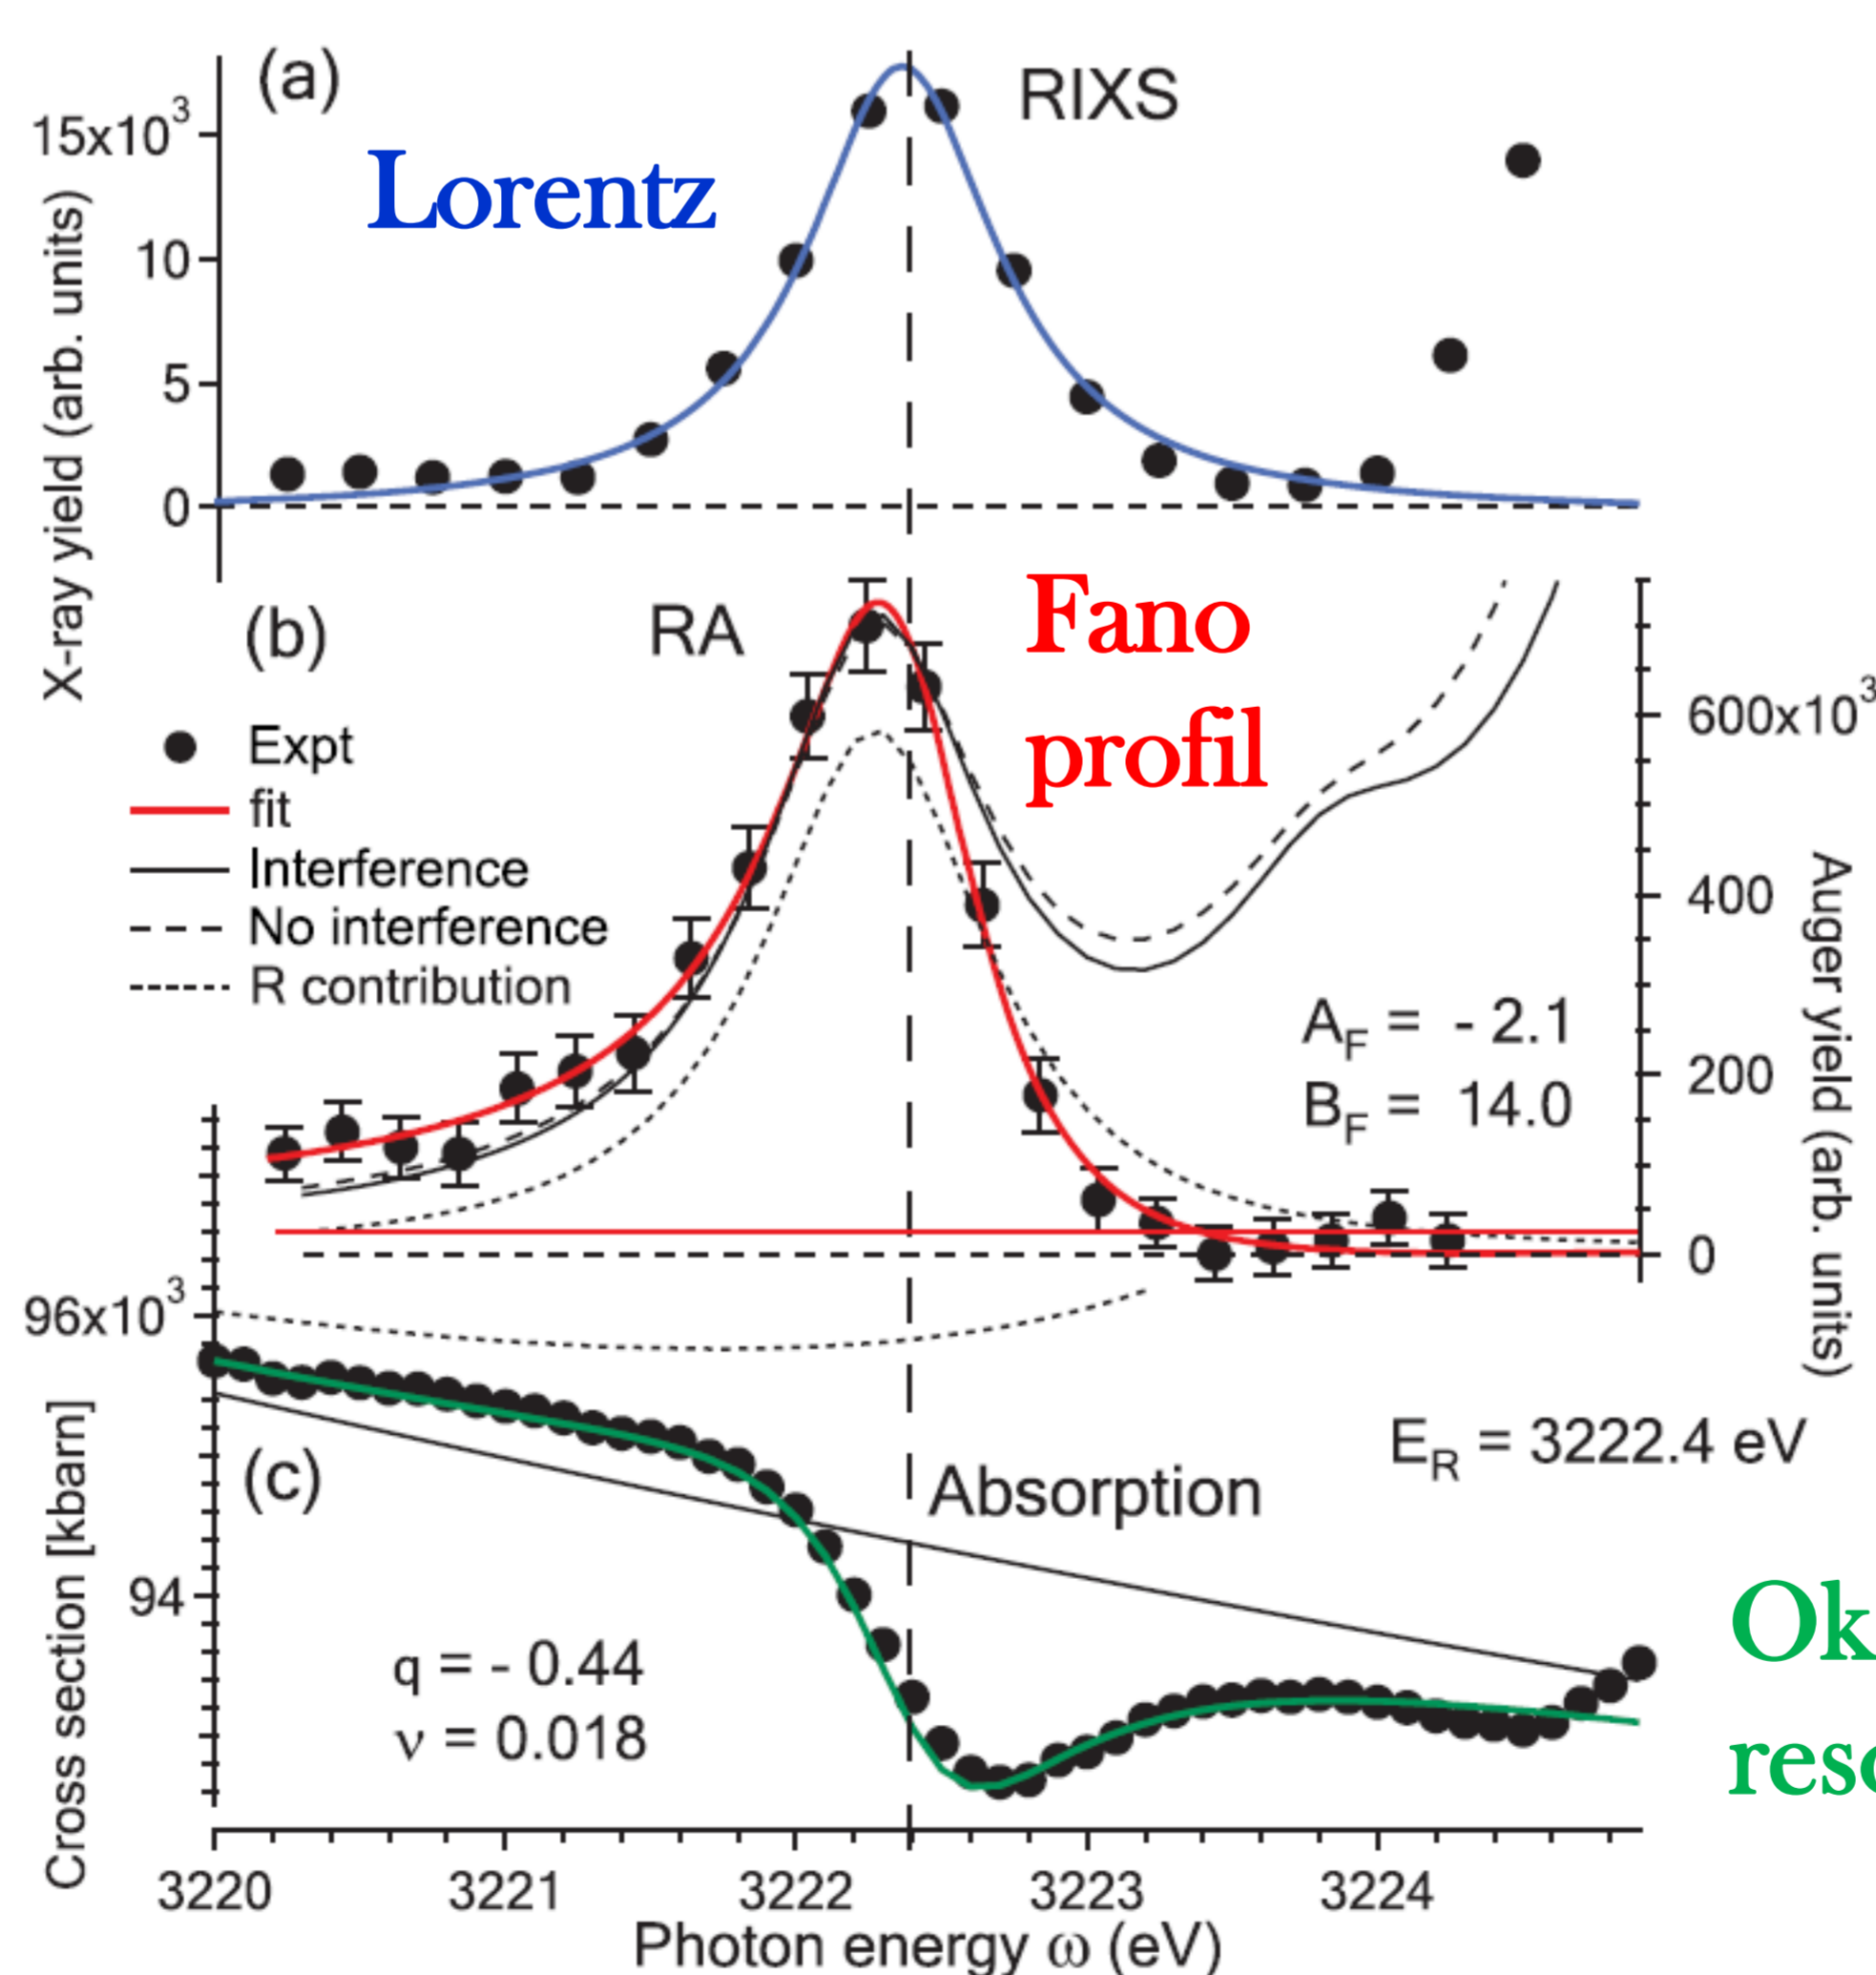 (a)
RIXS
Lorentz
X-ray yield (arb. units)
15x10³
10
5
0
(b)
RA
Fano
profil
Expt
fit
Interference
No interference
R contribution
A_F = - 2.1
B_F = 14.0
600x10³
400
200
0
Auger yield (arb. units)
96x10³
94
Cross section [kbarn]
(c)
Absorption
E_R = 3222.4 eV
q = - 0.44
ν = 0.018
3220 3221 3222 3223 3224
Photon energy ω (eV)